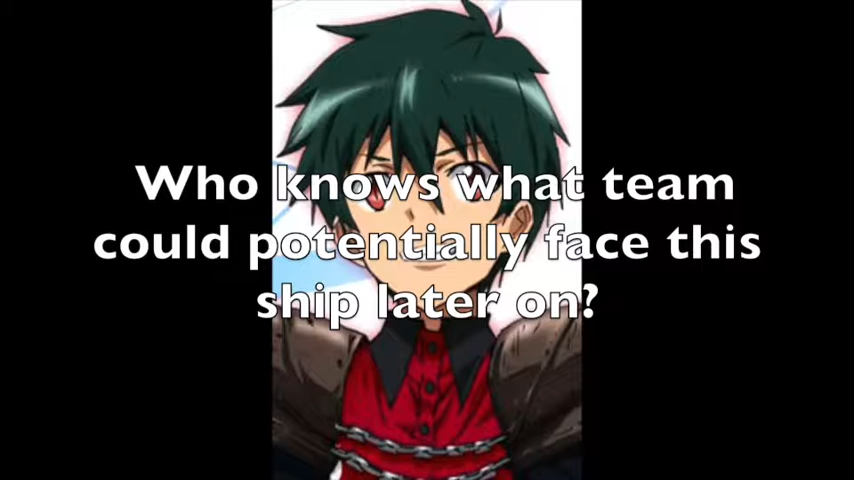 Who knows what team
could potentially face this
ship later on?